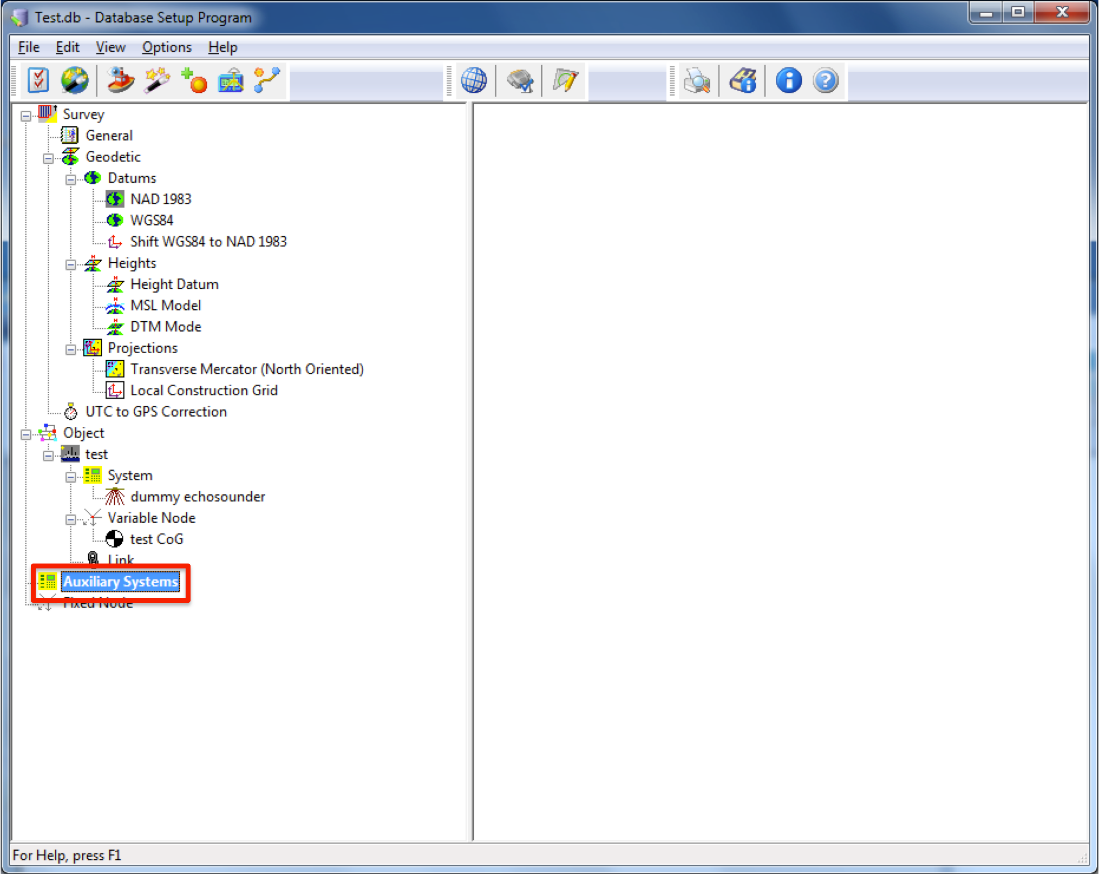 Test.db - Database Setup Program
File Edit View Options Help
Survey
General
Geodetic
Datums
NAD 1983
WGS84
Shift WGS84 to NAD 1983
Heights
Height Datum
MSL Model
DTM Mode
Projections
Transverse Mercator (North Oriented)
Local Construction Grid
UTC to GPS Correction
Object
test
System
dummy echosounder
Variable Node
test CoG
Link
Auxiliary Systems
Fixed Node
For Help, press F1